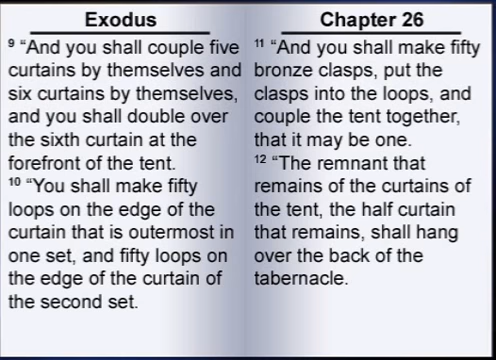 Exodus
⁹ “And you shall couple five
curtains by themselves and
six curtains by themselves,
and you shall double over
the sixth curtain at the
forefront of the tent.
¹⁰ “You shall make fifty
loops on the edge of the
curtain that is outermost in
one set, and fifty loops on
the edge of the curtain of
the second set.
Chapter 26
¹¹ “And you shall make fifty
bronze clasps, put the
clasps into the loops, and
couple the tent together,
that it may be one.
¹² “The remnant that
remains of the curtains of
the tent, the half curtain
that remains, shall hang
over the back of the
tabernacle.